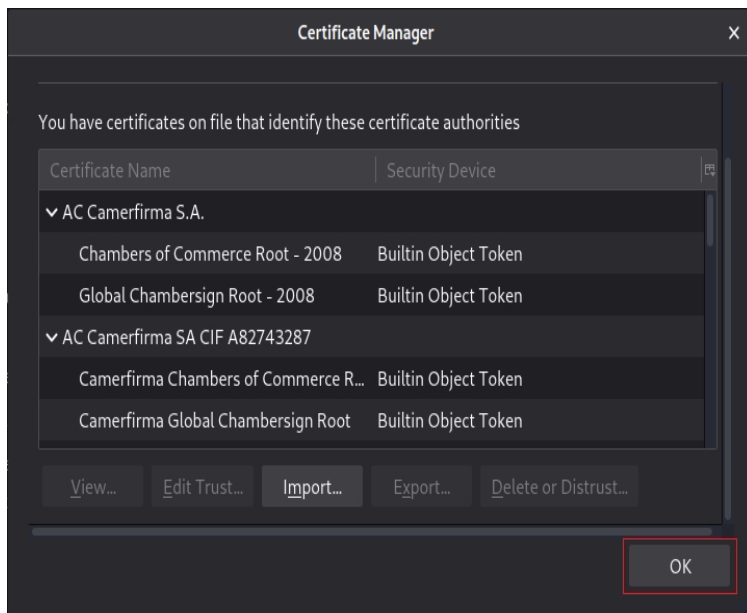 Certificate Manager
You have certificates on file that identify these certificate authorities
Certificate Name Security Device
AC Camerfirma S.A.
Chambers of Commerce Root - 2008 Builtin Object Token
Global Chambersign Root - 2008 Builtin Object Token
AC Camerfirma SA CIF A82743287
Camerfirma Chambers of Commerce R... Builtin Object Token
Camerfirma Global Chambersign Root Builtin Object Token
View... Edit Trust... Import... Export... Delete or Distrust...
OK